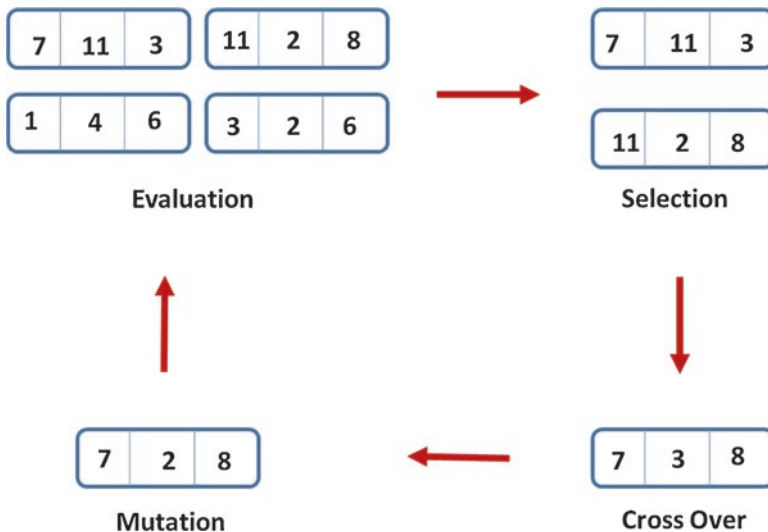 7 11 3
11 2 8
1 4 6
3 2 6
Evaluation
7 11 3
11 2 8
Selection
7 2 8
Mutation
7 3 8
Cross Over